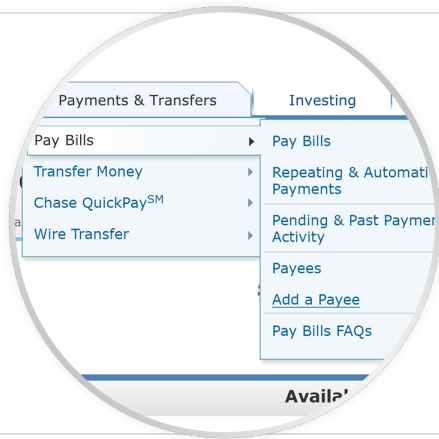 Payments & Transfers
Investing
Pay Bills
Transfer Money
Chase QuickPaySM
Wire Transfer
Pay Bills
Repeating & Automati
Payments
Pending & Past Paymen
Activity
Payees
Add a Payee
Pay Bills FAQs
Availa